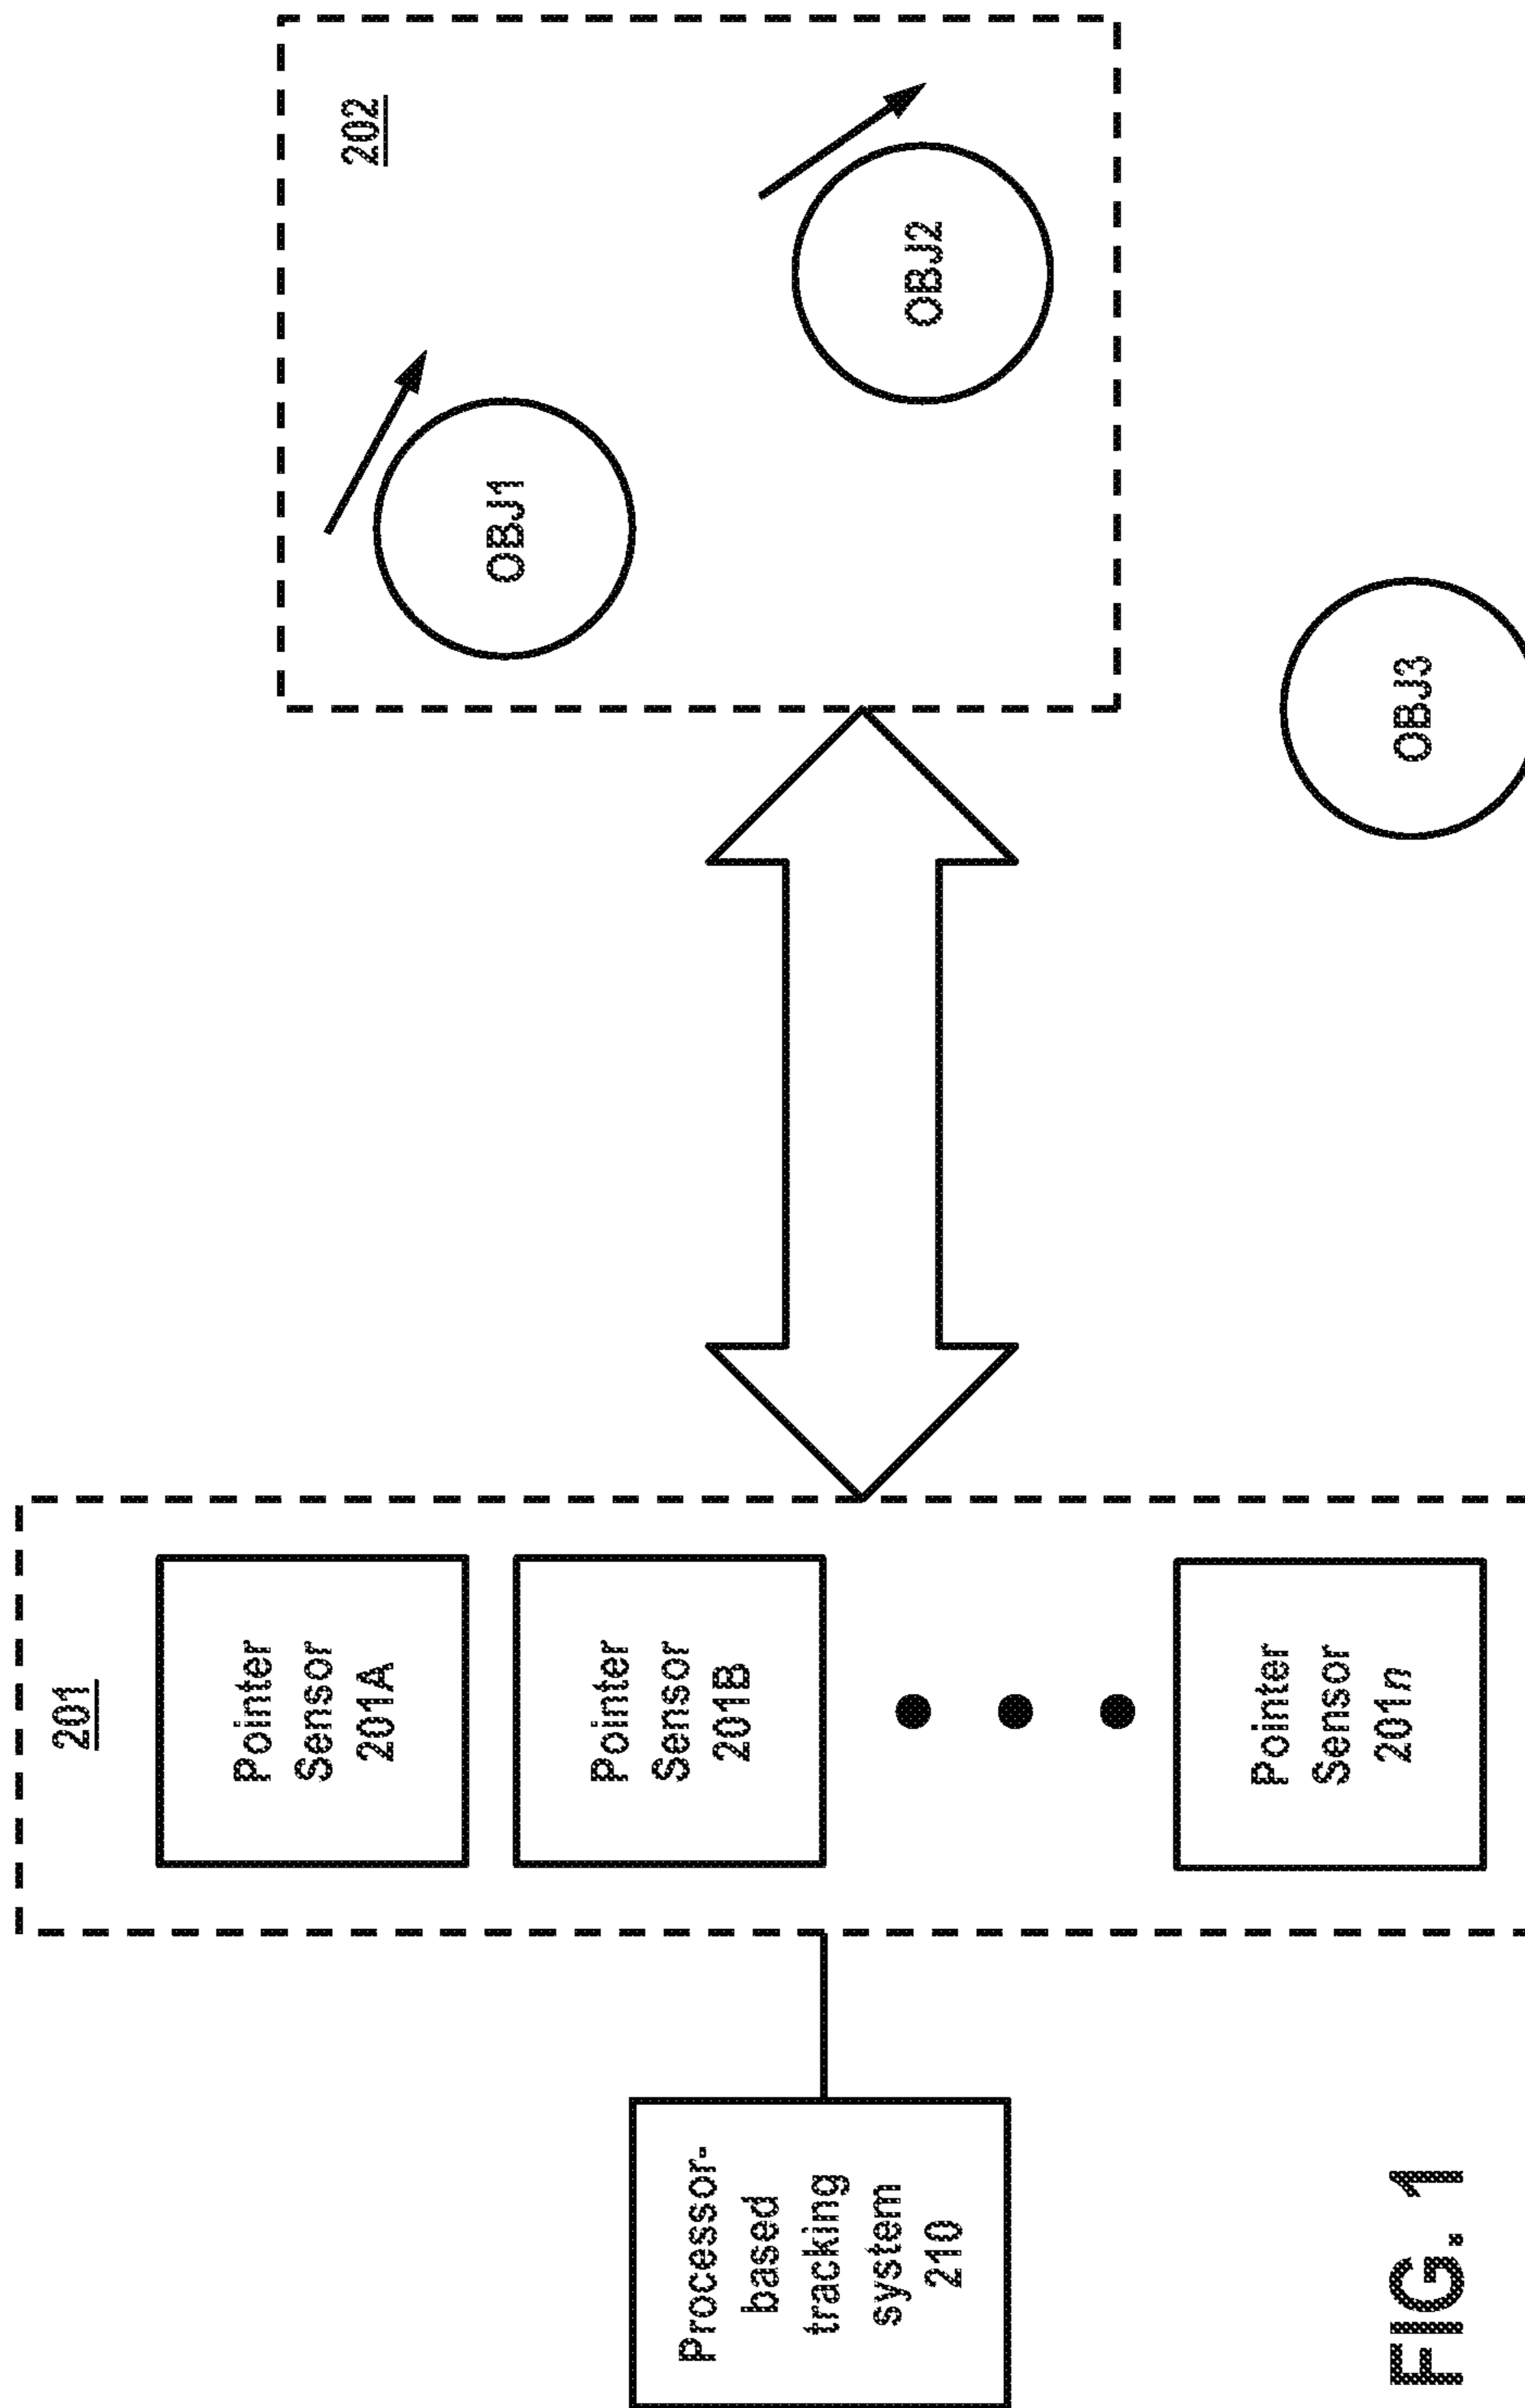 201
Pointer
Sensor
201A
Pointer
Sensor
201B
Pointer
Sensor
201n
Processor-
based
tracking
system
210
202
OBJ1
OBJ2
OBJ3
FIG. 1